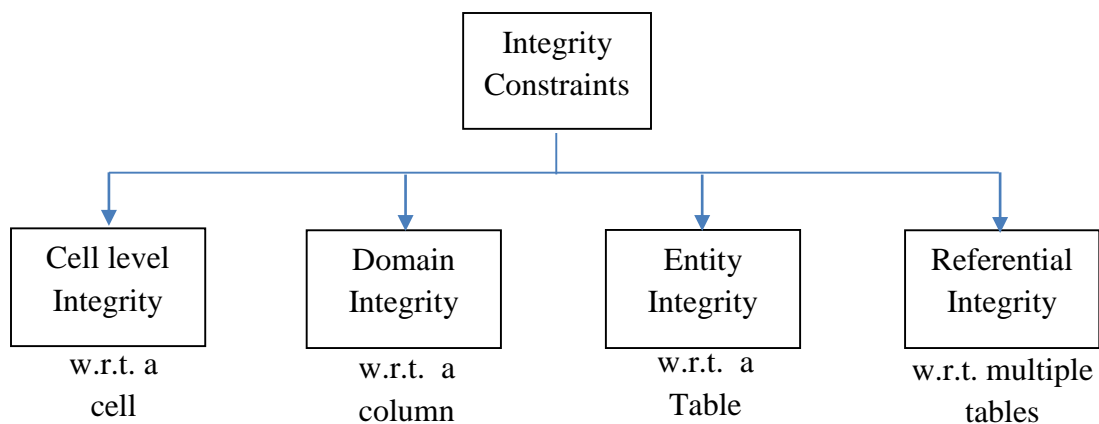 Integrity
Constraints
Cell level
Integrity
w.r.t. a
cell
Domain
Integrity
w.r.t. a
column
Entity
Integrity
w.r.t. a
Table
Referential
Integrity
w.r.t. multiple
tables